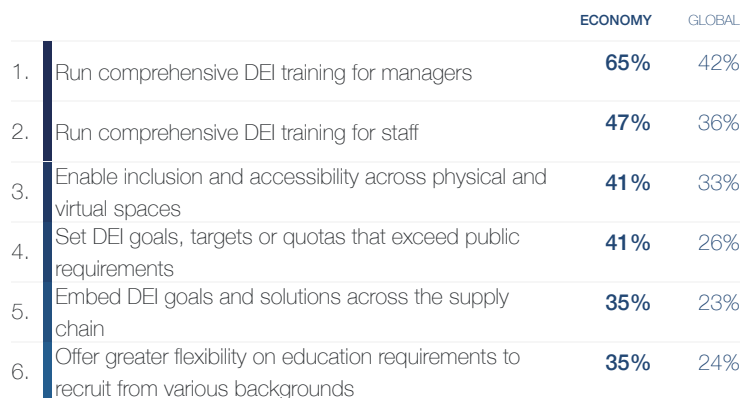 ECONOMY GLOBAL
1. Run comprehensive DEI training for managers 65% 42%
2. Run comprehensive DEI training for staff 47% 36%
3. Enable inclusion and accessibility across physical and 41% 33%
virtual spaces
4. Set DEI goals, targets or quotas that exceed public 41% 26%
requirements
5. Embed DEI goals and solutions across the supply 35% 23%
chain
6. Offer greater flexibility on education requirements to 35% 24%
recruit from various backgrounds